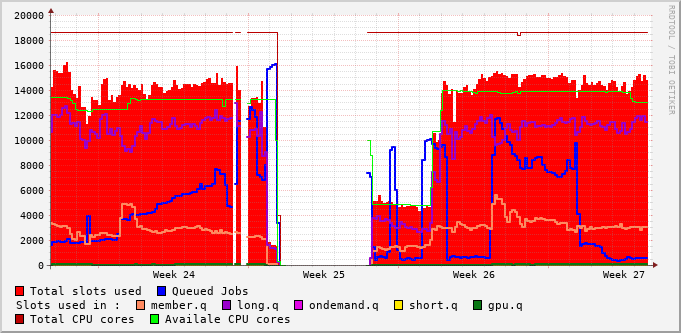 20000
18000
16000
14000
12000
10000
8000
6000
4000
2000
0
Week 24 Week 25 Week 26 Week 27
RRDTOOL / TOBI OETIKER
Total slots used Queued Jobs
Slots used in : member.q long.q ondemand.q short.q gpu.q
Total CPU cores Availale CPU cores